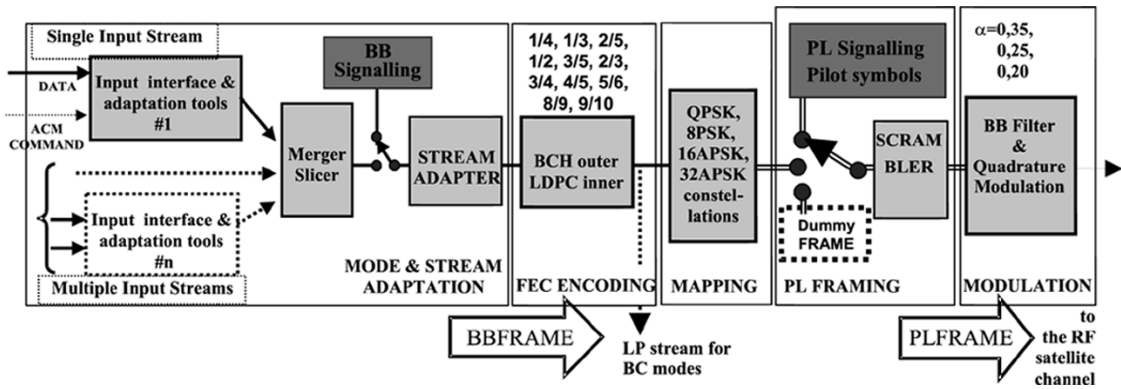 Single Input Stream
DATA
ACM
COMMAND
Input interface &
adaptation tools
#1
Input interface &
adaptation tools
#n
Multiple Input Streams
Merger
Slicer
BB
Signalling
STREAM
ADAPTER
MODE & STREAM
ADAPTATION
1/4, 1/3, 2/5,
1/2, 3/5, 2/3,
3/4, 4/5, 5/6,
8/9, 9/10
BCH outer
LDPC inner
FEC ENCODING
BBFRAME
LP stream for
BC modes
QPSK,
8PSK,
16APSK,
32APSK
constel-
lations
MAPPING
PL Signalling
Pilot symbols
Dummy
FRAME
SCRAM
BLER
PL FRAMING
α=0,35,
0,25,
0,20
BB Filter
&
Quadrature
Modulation
MODULATION
PLFRAME
to
the RF
satellite
channel